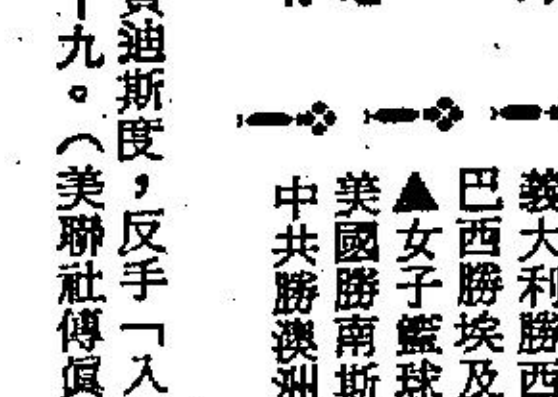 義大利勝西
巴西勝埃及
▲女子籃球
美國勝南斯
中共勝澳洲
迪斯度，反手「入
十九。（美聯社傳眞